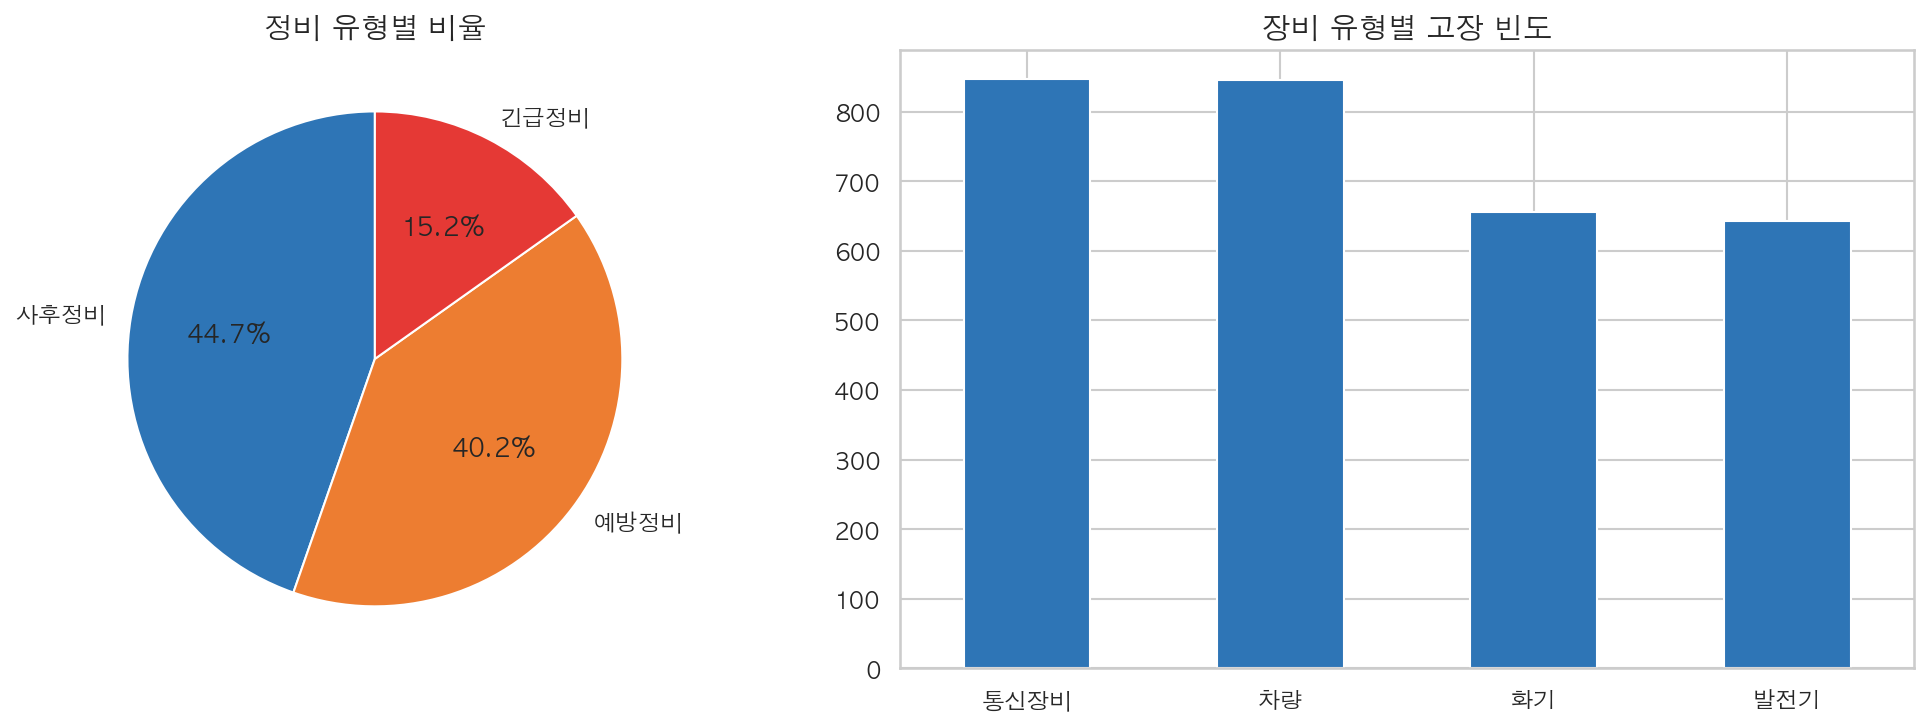 정비 유형별 비율
긴급정비
15.2%
사후정비
44.7%
40.2%
예방정비
장비 유형별 고장 빈도
800
700
600
500
400
300
200
100
0
통신장비
차량
화기
발전기